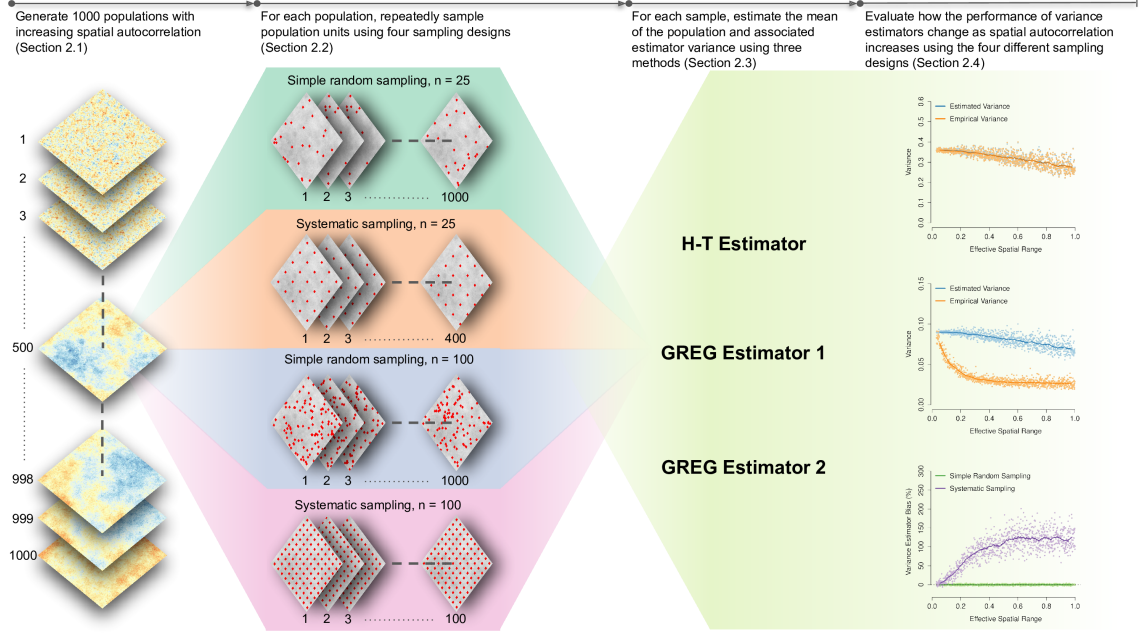 Generate 1000 populations with
increasing spatial autocorrelation
(Section 2.1)
For each population, repeatedly sample
population units using four sampling designs
(Section 2.2)
For each sample, estimate the mean
of the population and associated
estimator variance using three
methods (Section 2.3)
Evaluate how the performance of variance
estimators change as spatial autocorrelation
increases using the four different sampling
designs (Section 2.4)
1
2
3
500
998
999
1000
Simple random sampling, n = 25
1 2 3 1000
Systematic sampling, n = 25
1 2 3 400
Simple random sampling, n = 100
1 2 3 1000
Systematic sampling, n = 100
1 2 3 100
H-T Estimator
GREG Estimator 1
GREG Estimator 2
Variance
0.6
0.5
0.4
0.3
0.2
0.1
0.0
Estimated Variance
Empirical Variance
0.0 0.2 0.4 0.6 0.8 1.0
Effective Spatial Range
Variance
0.15
0.10
0.05
0.00
Estimated Variance
Empirical Variance
0.0 0.2 0.4 0.6 0.8 1.0
Effective Spatial Range
Variance Estimator Bias (%)
300
250
200
150
100
50
0
Simple Random Sampling
Systematic Sampling
0.0 0.2 0.4 0.6 0.8 1.0
Effective Spatial Range